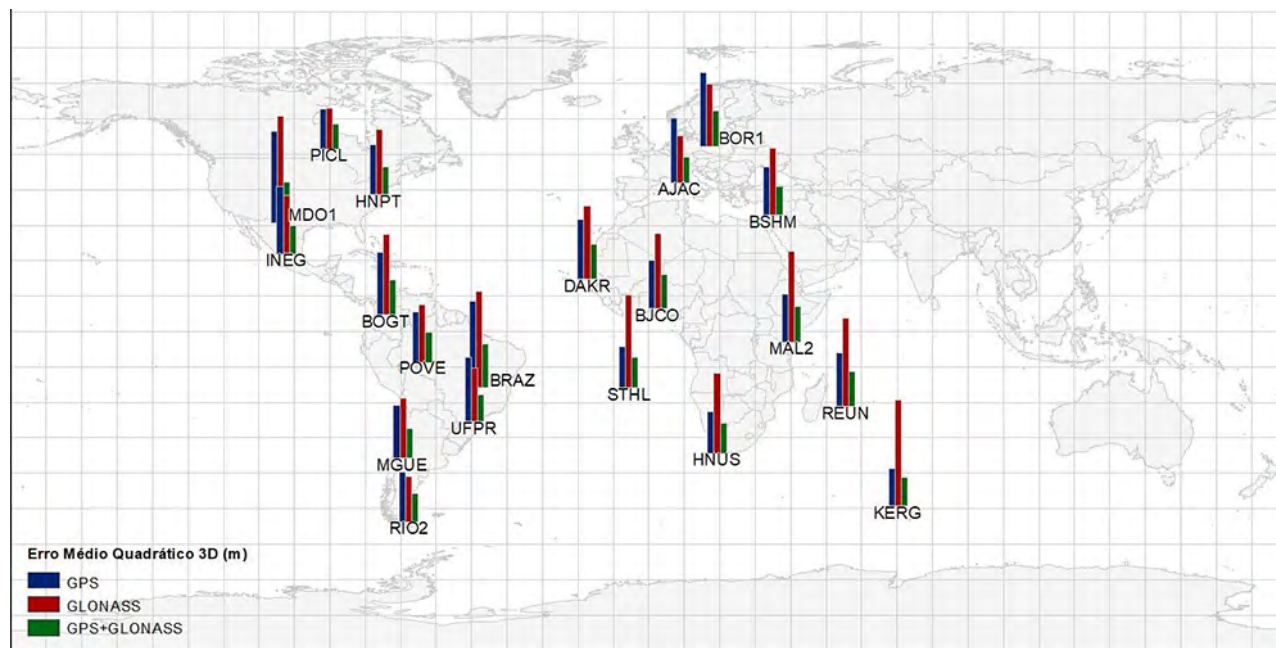 BOR1
PICL
AJAC
HNPT
MDO1
BSHM
INEG
DAKR
BJCO
BOGT
MAL2
POVE
BRAZ
STHL
REUN
UFPR
HNUS
MGUE
KERG
RIO2
Erro Médio Quadrático 3D (m)
GPS
GLONASS
GPS+GLONASS